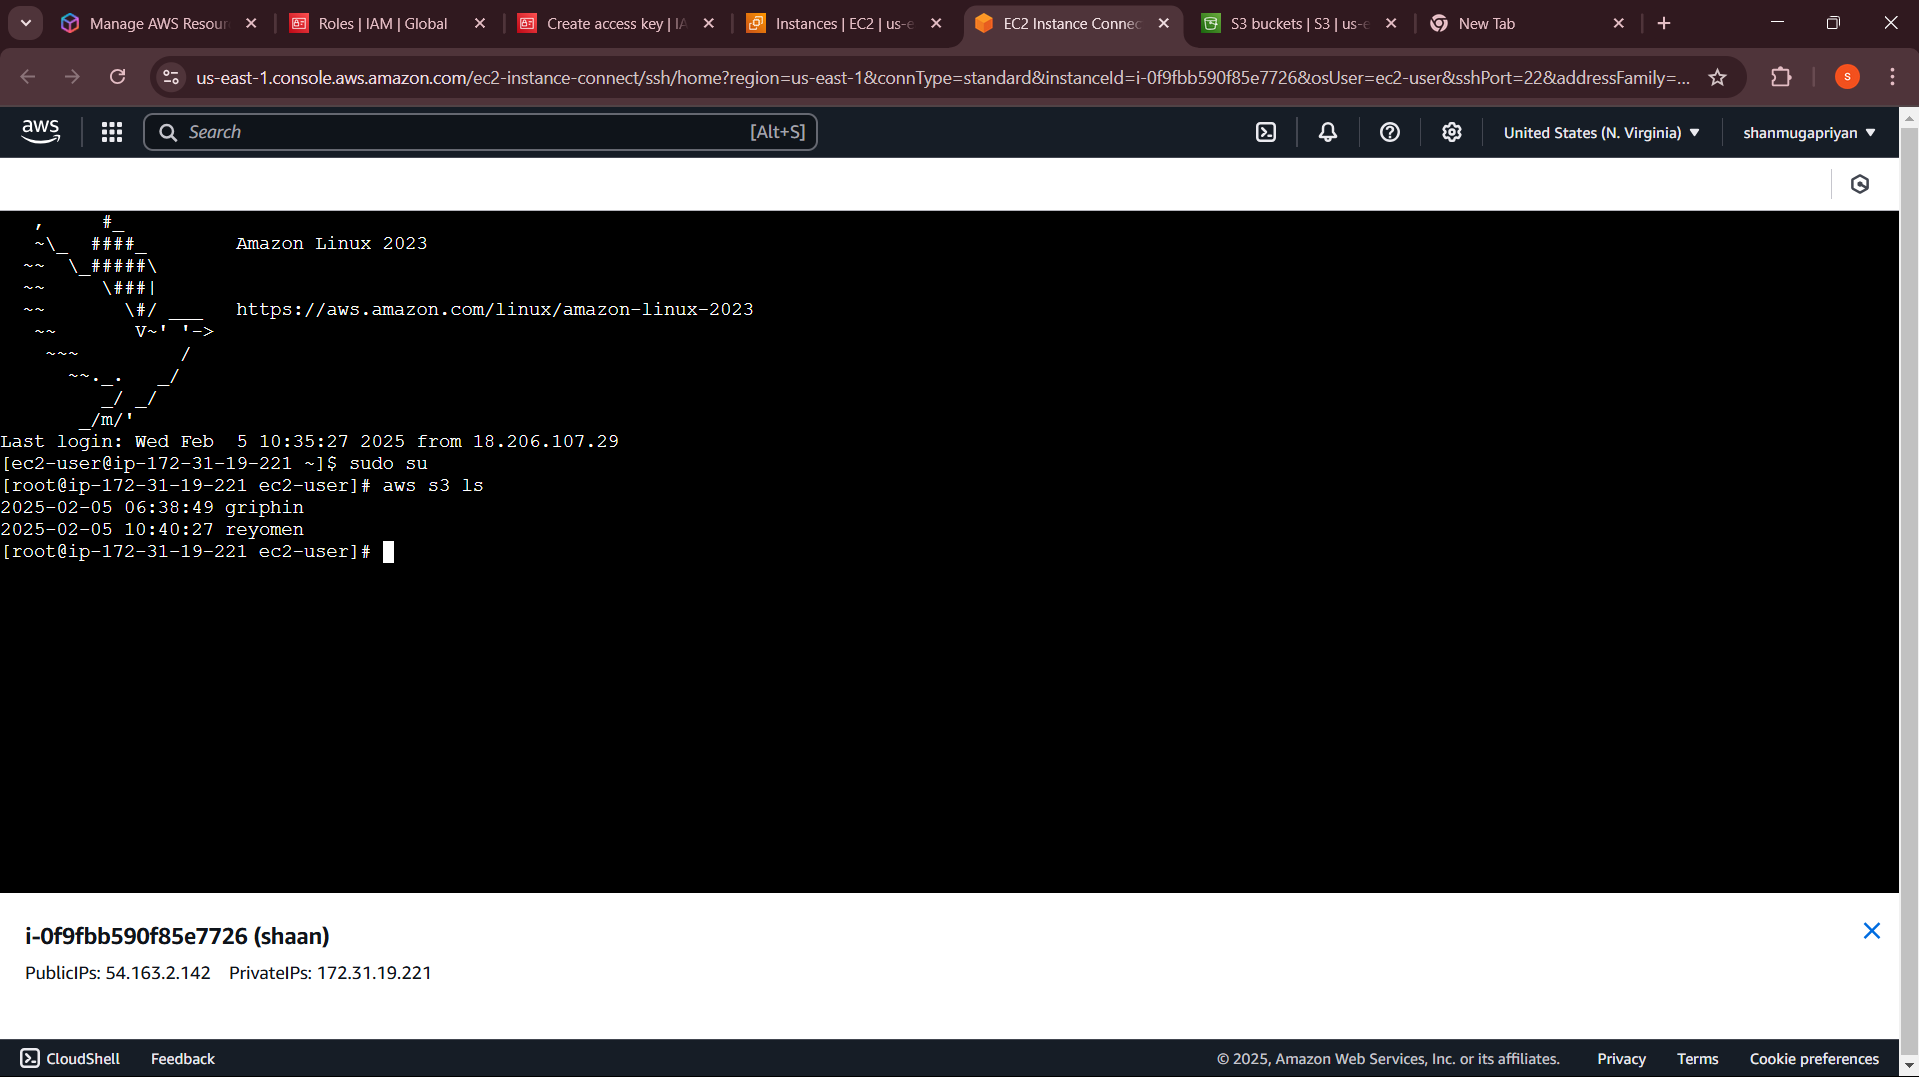 Manage AWS Resour
Roles | IAM | Global
Create access key | IA
Instances | EC2 | us-e
EC2 Instance Connec
S3 buckets | S3 | us-e
New Tab
us-east-1.console.aws.amazon.com/ec2-instance-connect/ssh/home?region=us-east-1&connType=standard&instanceId=i-0f9fbb590f85e7726&osUser=ec2-user&sshPort=22&addressFamily=...
S
aws
Search
[Alt+S]
United States (N. Virginia)
shanmugapriyan
   ,     #_
   ~\_  ####_        Amazon Linux 2023
  ~~  \_#####\
  ~~     \###|
  ~~       \#/ ___   https://aws.amazon.com/linux/amazon-linux-2023
   ~~       V~' '->
    ~~~         /
      ~~._.   _/
         _/ _/
       _/m/'
Last login: Wed Feb  5 10:35:27 2025 from 18.206.107.29
[ec2-user@ip-172-31-19-221 ~]$ sudo su
[root@ip-172-31-19-221 ec2-user]# aws s3 ls
2025-02-05 06:38:49 griphin
2025-02-05 10:40:27 reyomen
[root@ip-172-31-19-221 ec2-user]#
i-0f9fbb590f85e7726 (shaan)
PublicIPs: 54.163.2.142 PrivateIPs: 172.31.19.221
CloudShell Feedback © 2025, Amazon Web Services, Inc. or its affiliates. Privacy Terms Cookie preferences